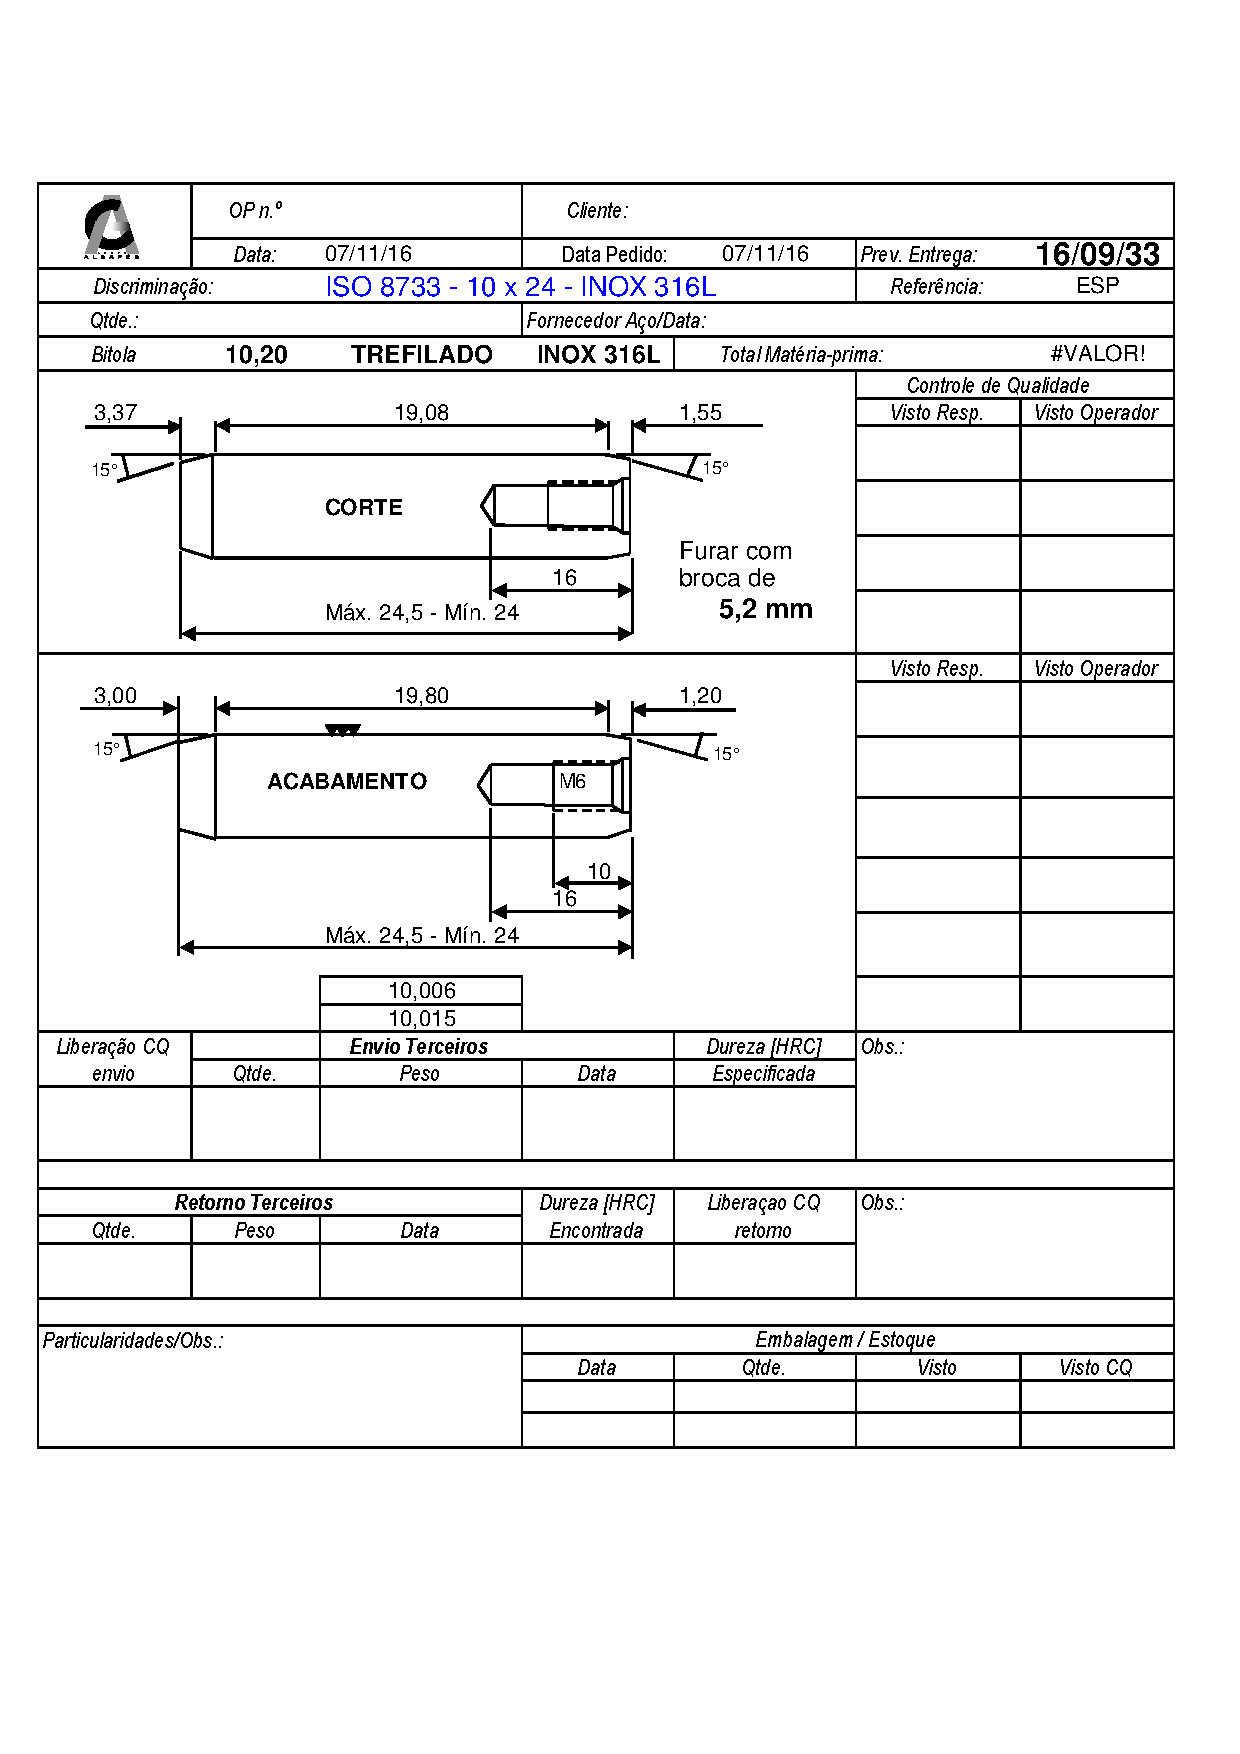 ALBAPES
OP n.º Cliente:
Data: 07/11/16 Data Pedido: 07/11/16 Prev. Entrega: 16/09/33
Discriminação: ISO 8733 - 10 x 24 - INOX 316L Referência: ESP
Qtde.: Fornecedor Aço/Data:
Bitola 10,20 TREFILADO INOX 316L Total Matéria-prima: #VALOR!
Controle de Qualidade
3,37 19,08 1,55 Visto Resp. Visto Operador
15° 15°
CORTE
Furar com
16 broca de
Máx. 24,5 - Mín. 24 5,2 mm
Visto Resp. Visto Operador
3,00 19,80 1,20
15° 15°
ACABAMENTO M6
10
16
Máx. 24,5 - Mín. 24
10,006
10,015
Liberação CQ Envio Terceiros Dureza [HRC] Obs.:
envio Qtde. Peso Data Especificada
Retorno Terceiros Dureza [HRC] Liberaçao CQ Obs.:
Qtde. Peso Data Encontrada retorno
Particularidades/Obs.: Embalagem / Estoque
Data Qtde. Visto Visto CQ